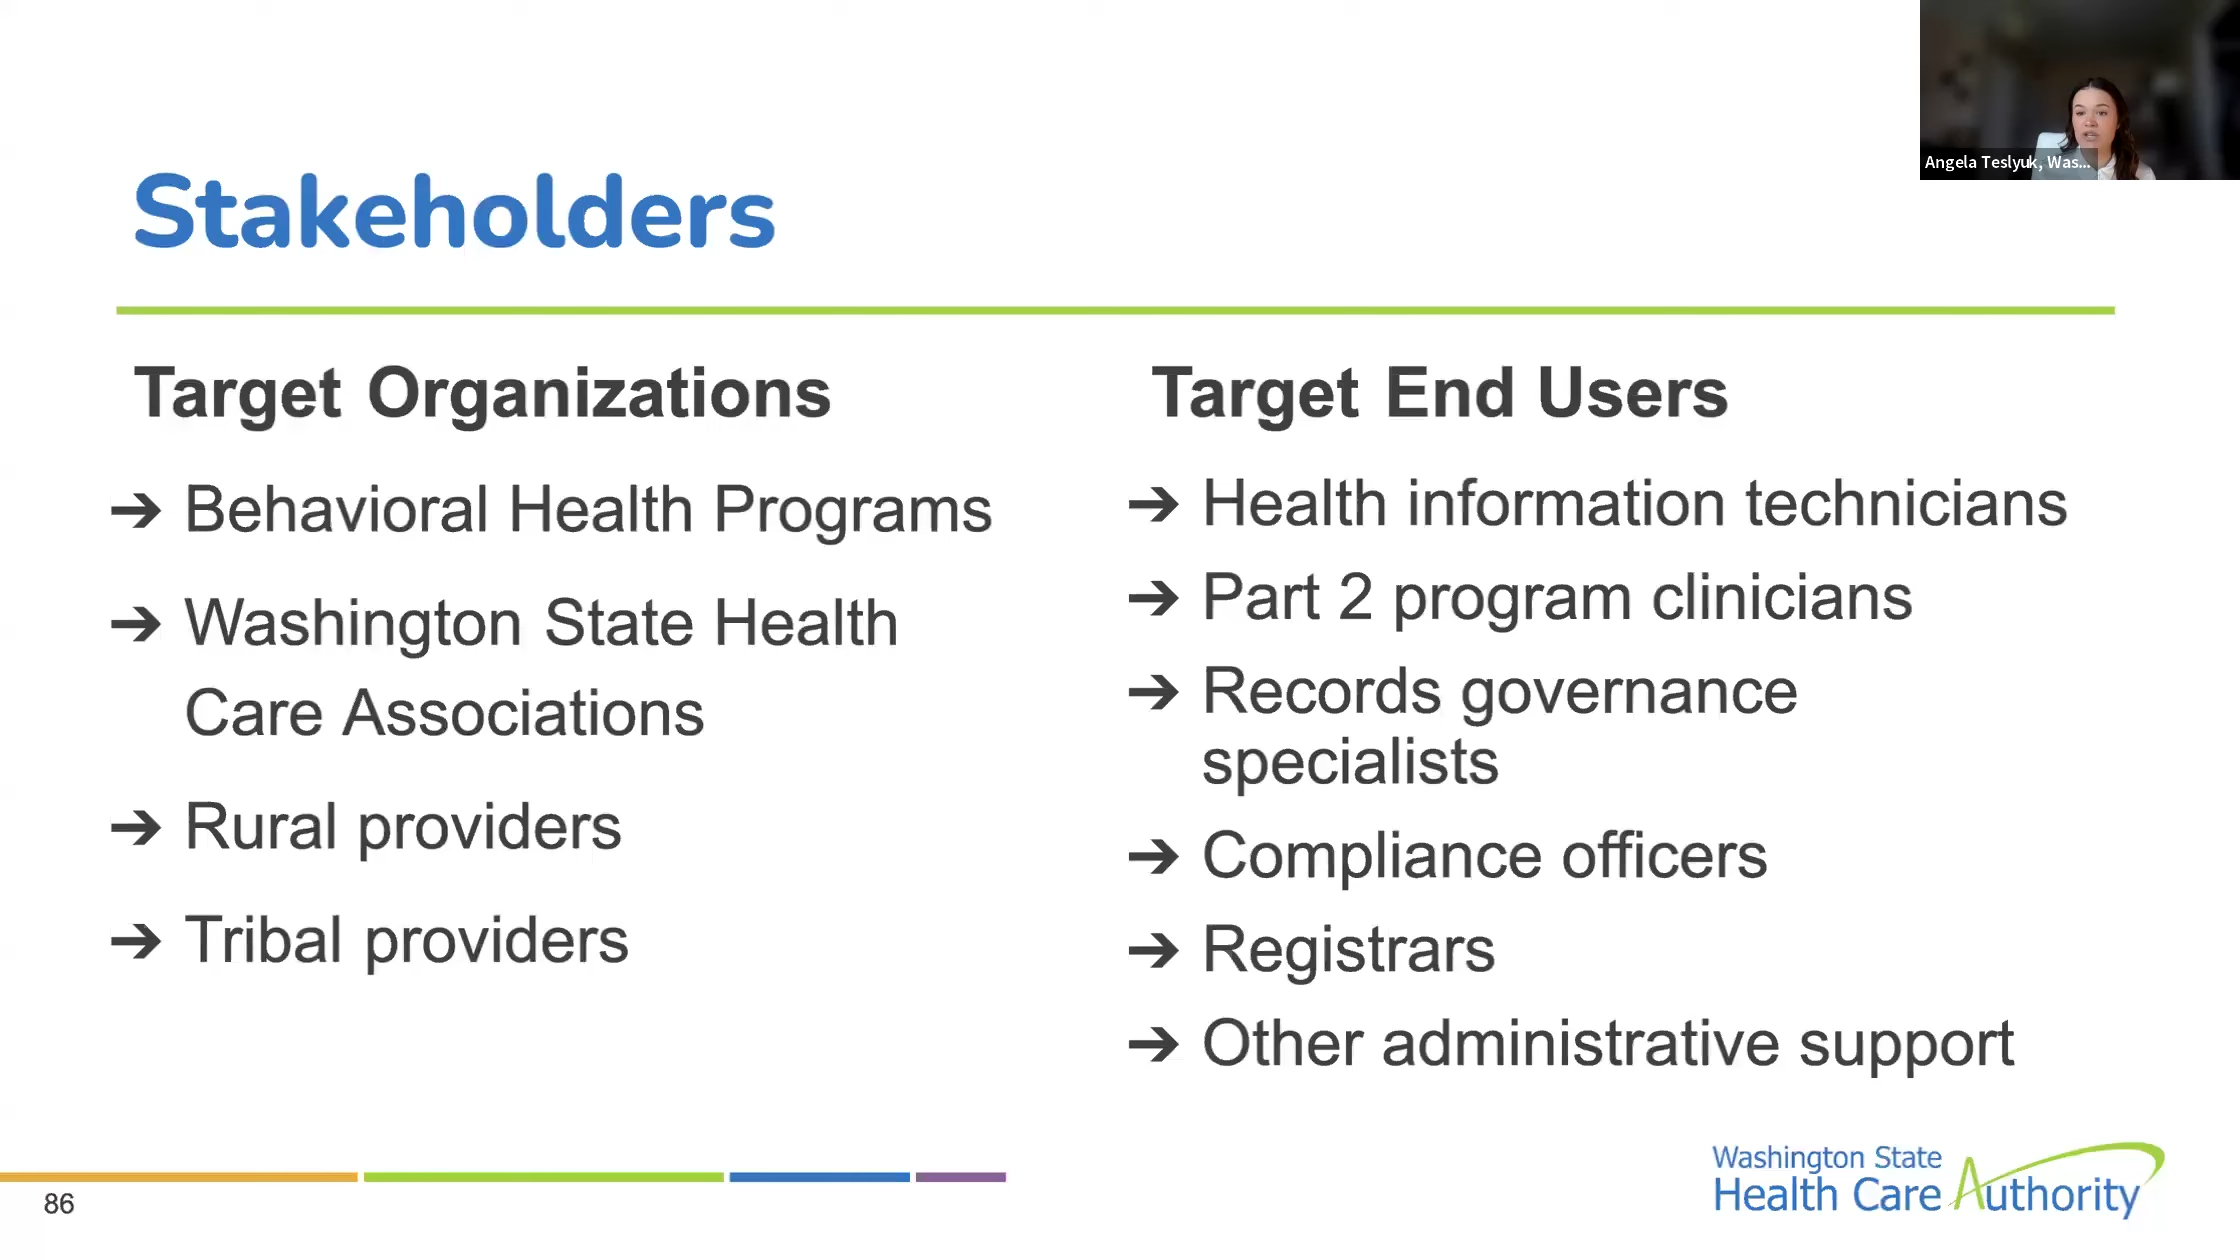 Angela Teslyuk, Was...
Stakeholders
Target Organizations
➔ Behavioral Health Programs
➔ Washington State Health
Care Associations
➔ Rural providers
➔ Tribal providers
Target End Users
➔ Health information technicians
➔ Part 2 program clinicians
➔ Records governance
specialists
➔ Compliance officers
➔ Registrars
➔ Other administrative support
86
Washington State
Health Care Authority